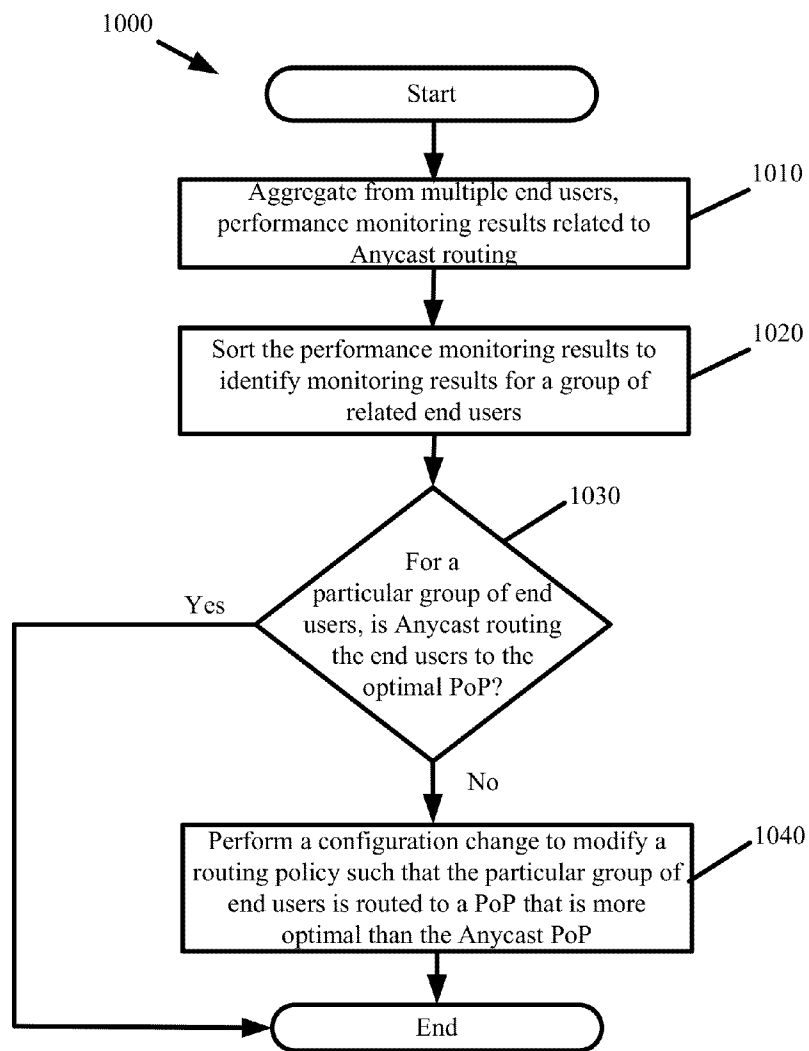 1000
Start
1010
Aggregate from multiple end users,
performance monitoring results related to
Anycast routing
1020
Sort the performance monitoring results to
identify monitoring results for a group of
related end users
1030
For a
particular group of end
users, is Anycast routing
the end users to the
optimal PoP?
Yes
No
1040
Perform a configuration change to modify a
routing policy such that the particular group of
end users is routed to a PoP that is more
optimal than the Anycast PoP
End